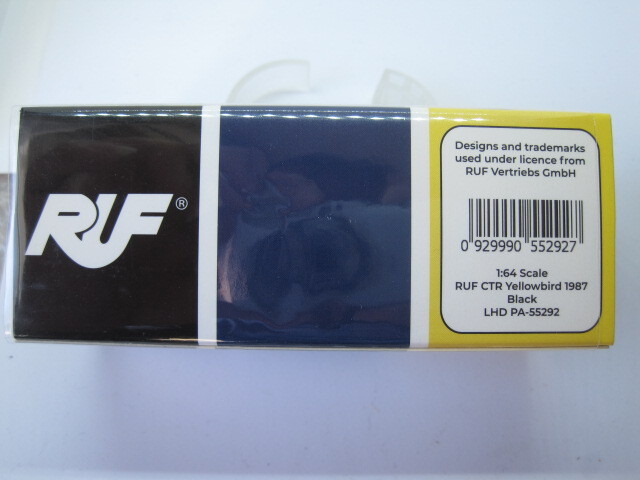 RUF®
Designs and trademarks
used under licence from
RUF Vertriebs GmbH
0 929990 552927
1:64 Scale
RUF CTR Yellowbird 1987
Black
LHD PA-55292